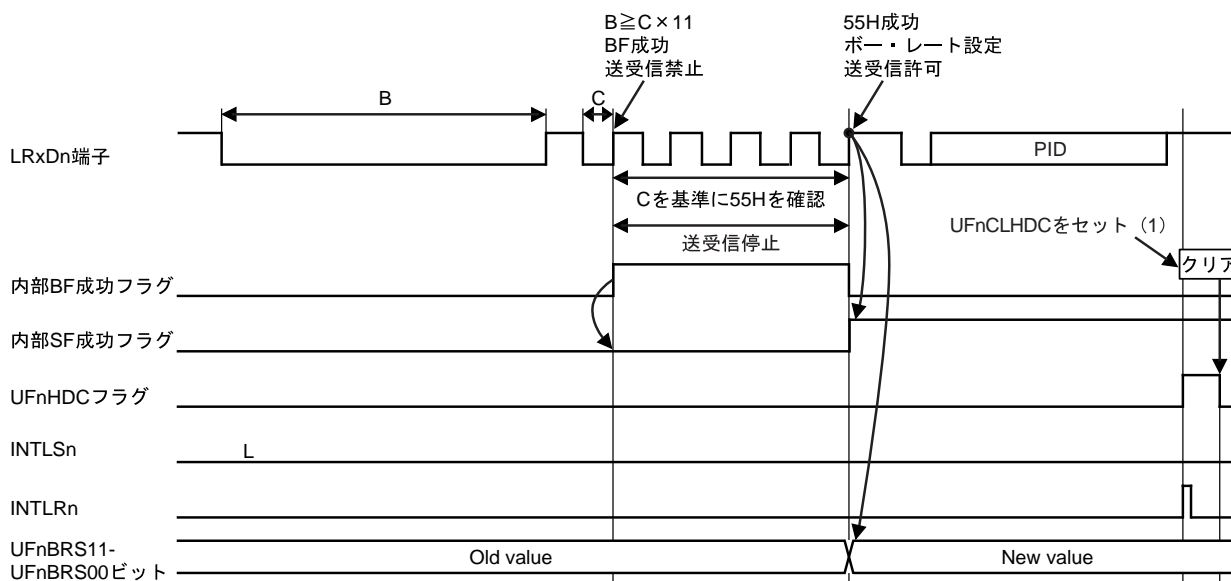 B≧C×11
BF成功
送受信禁止
55H成功
ボー・レート設定
送受信許可
B
C
LRxDn端子
PID
Cを基準に55Hを確認
送受信停止
UFnCLHDCをセット（1）
クリア
内部BF成功フラグ
内部SF成功フラグ
UFnHDCフラグ
INTLSn
L
INTLRn
UFnBRS11-
UFnBRS00ビット
Old value
New value